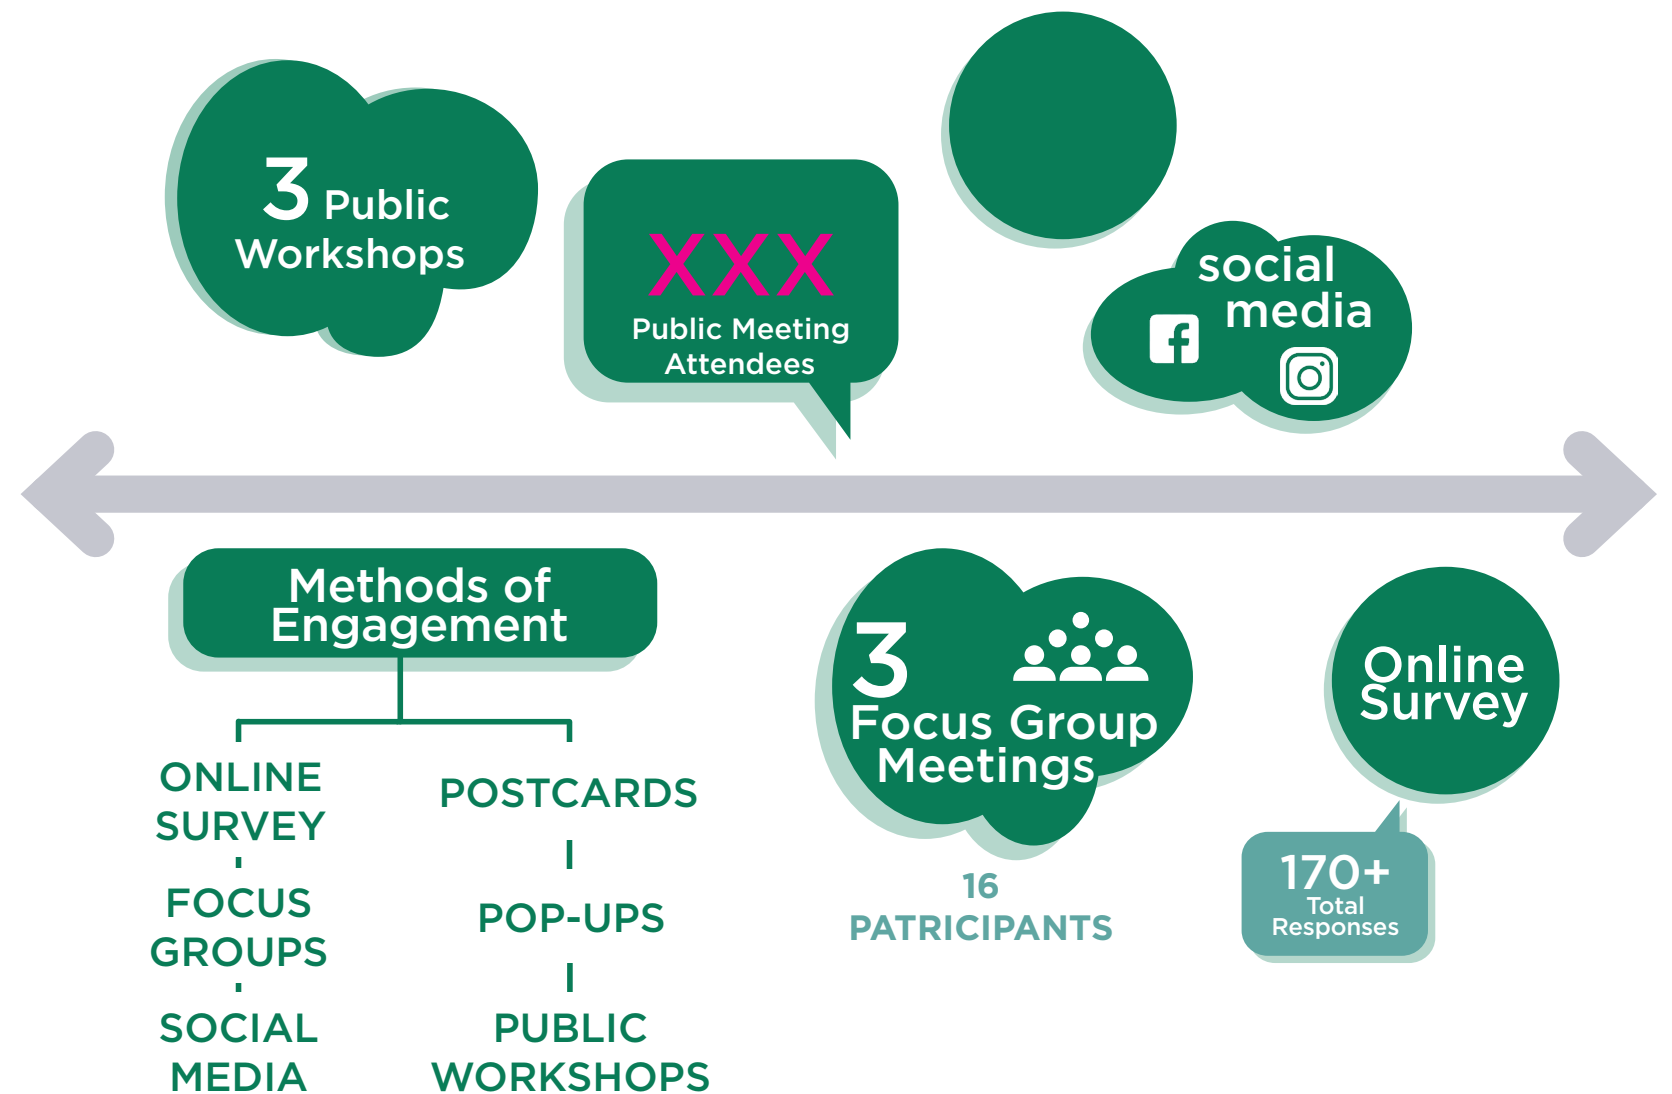 3 Public
Workshops
XXX
Public Meeting
Attendees
social
media
Methods of
Engagement
ONLINE
SURVEY
FOCUS
GROUPS
SOCIAL
MEDIA
POSTCARDS
POP-UPS
PUBLIC
WORKSHOPS
3
Focus Group
Meetings
16
PATRICIPANTS
Online
Survey
170+
Total
Responses